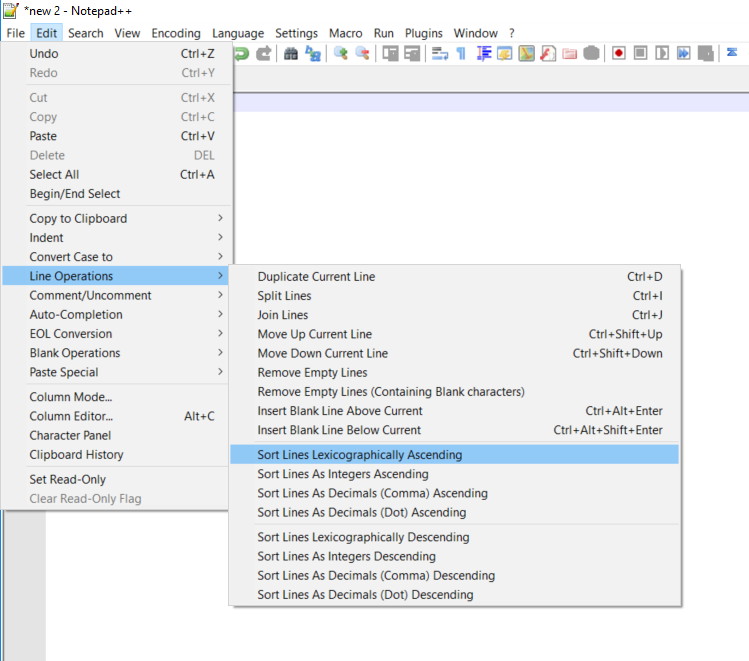 *new 2 - Notepad++
File Edit Search View Encoding Language Settings Macro Run Plugins Window ?
Undo Ctrl+Z
Redo Ctrl+Y
Cut Ctrl+X
Copy Ctrl+C
Paste Ctrl+V
Delete DEL
Select All Ctrl+A
Begin/End Select
Copy to Clipboard
Indent
Convert Case to
Line Operations
Comment/Uncomment
Auto-Completion
EOL Conversion
Blank Operations
Paste Special
Column Mode...
Column Editor... Alt+C
Character Panel
Clipboard History
Set Read-Only
Clear Read-Only Flag
Duplicate Current Line Ctrl+D
Split Lines Ctrl+I
Join Lines Ctrl+J
Move Up Current Line Ctrl+Shift+Up
Move Down Current Line Ctrl+Shift+Down
Remove Empty Lines
Remove Empty Lines (Containing Blank characters)
Insert Blank Line Above Current Ctrl+Alt+Enter
Insert Blank Line Below Current Ctrl+Alt+Shift+Enter
Sort Lines Lexicographically Ascending
Sort Lines As Integers Ascending
Sort Lines As Decimals (Comma) Ascending
Sort Lines As Decimals (Dot) Ascending
Sort Lines Lexicographically Descending
Sort Lines As Integers Descending
Sort Lines As Decimals (Comma) Descending
Sort Lines As Decimals (Dot) Descending